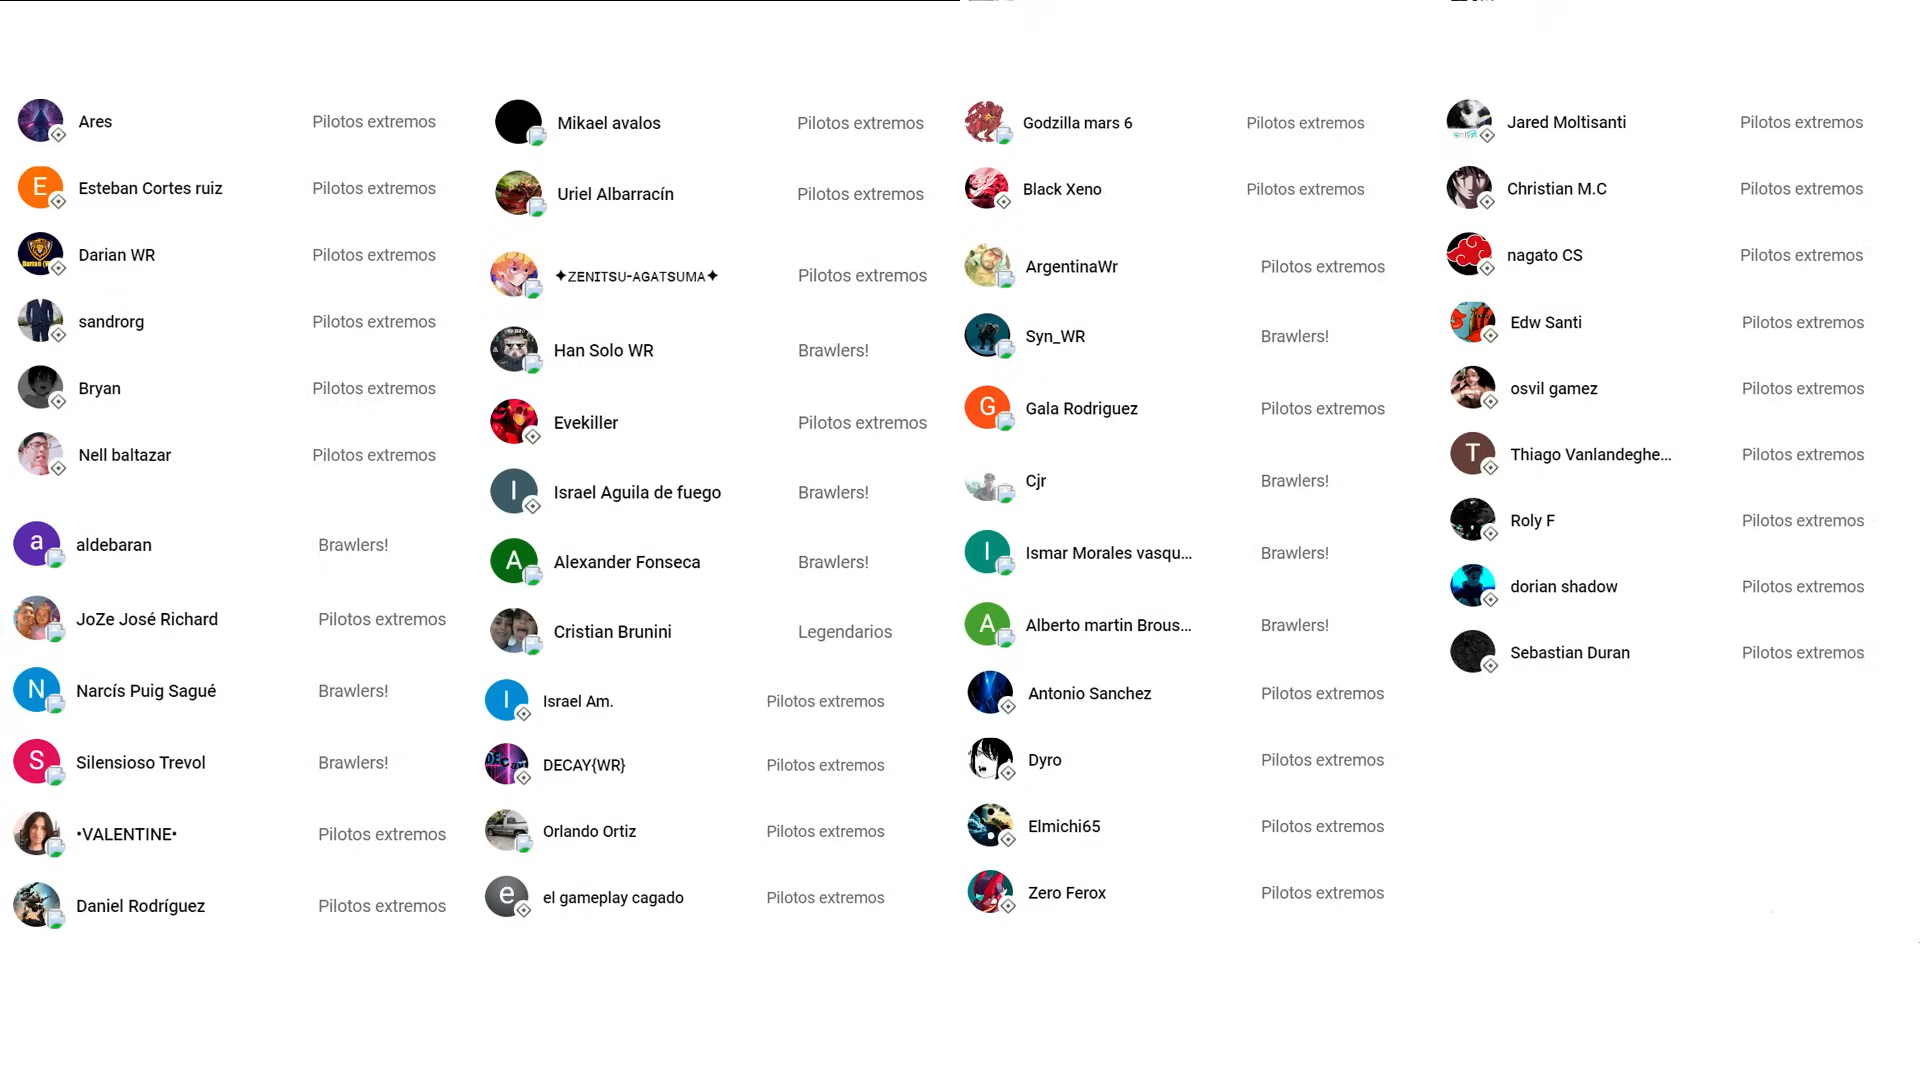 Ares Pilotos extremos
E Esteban Cortes ruiz Pilotos extremos
Darian WR Pilotos extremos
sandrorg Pilotos extremos
Bryan Pilotos extremos
Nell baltazar Pilotos extremos
a aldebaran Brawlers!
JoZe José Richard Pilotos extremos
N Narcís Puig Sagué Brawlers!
S Silensioso Trevol Brawlers!
•VALENTINE• Pilotos extremos
Daniel Rodríguez Pilotos extremos
Mikael avalos Pilotos extremos
Uriel Albarracín Pilotos extremos
✦ZENITSU-AGATSUMA✦ Pilotos extremos
Han Solo WR Brawlers!
Evekiller Pilotos extremos
I Israel Aguila de fuego Brawlers!
A Alexander Fonseca Brawlers!
Cristian Brunini Legendarios
I Israel Am. Pilotos extremos
DECAY{WR} Pilotos extremos
Orlando Ortiz Pilotos extremos
e el gameplay cagado Pilotos extremos
Godzilla mars 6 Pilotos extremos
Black Xeno Pilotos extremos
ArgentinaWr Pilotos extremos
Syn_WR Brawlers!
G Gala Rodriguez Pilotos extremos
Cjr Brawlers!
I Ismar Morales vasqu... Brawlers!
A Alberto martin Brous... Brawlers!
Antonio Sanchez Pilotos extremos
Dyro Pilotos extremos
Elmichi65 Pilotos extremos
Zero Ferox Pilotos extremos
Jared Moltisanti Pilotos extremos
Christian M.C Pilotos extremos
nagato CS Pilotos extremos
Edw Santi Pilotos extremos
osvil gamez Pilotos extremos
T Thiago Vanlandeghe... Pilotos extremos
Roly F Pilotos extremos
dorian shadow Pilotos extremos
Sebastian Duran Pilotos extremos